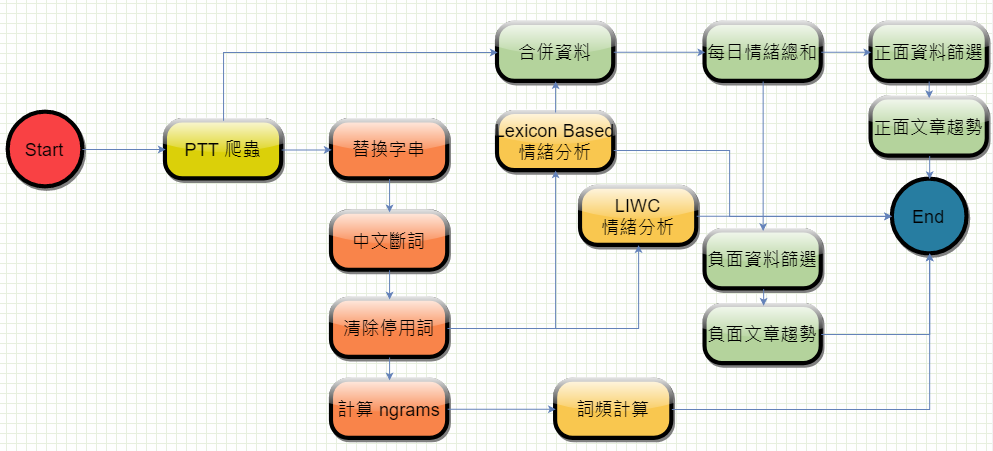 Start
PTT 爬蟲
替換字串
中文斷詞
清除停用詞
計算 ngrams
合併資料
Lexicon Based
情緒分析
LIWC
情緒分析
詞頻計算
每日情緒總和
負面資料篩選
負面文章趨勢
正面資料篩選
正面文章趨勢
End